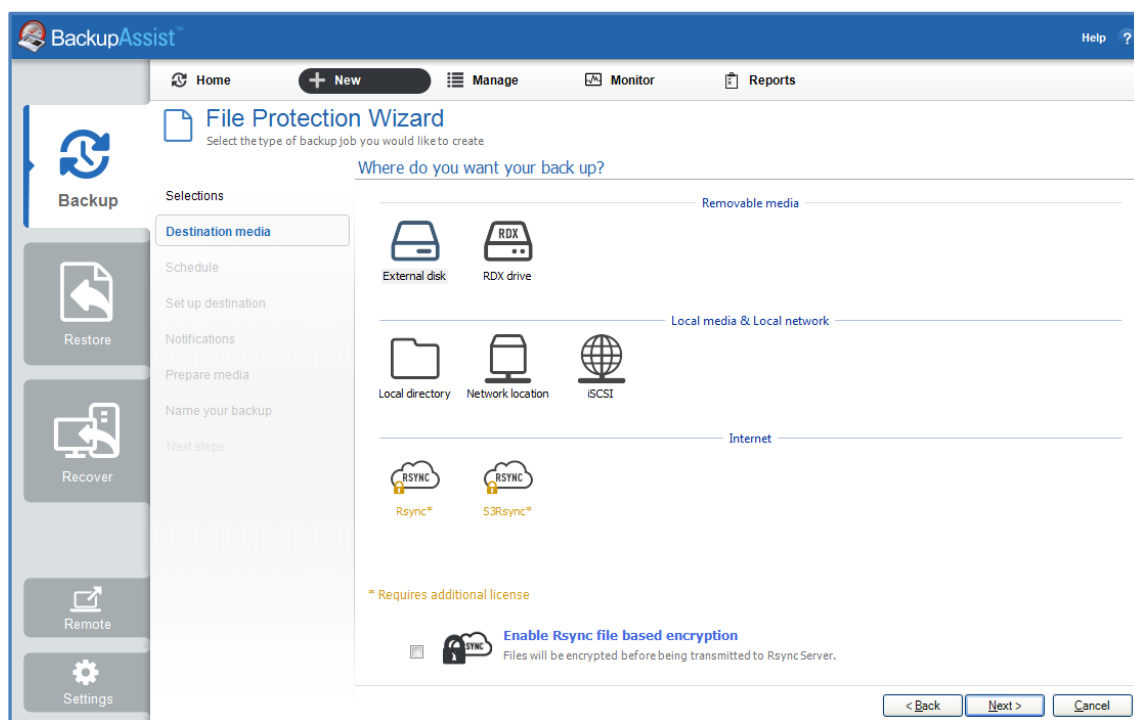 BackupAssist™
Help ?
Home
New
Manage
Monitor
Reports
File Protection Wizard
Select the type of backup job you would like to create
Where do you want your back up?
Backup
Restore
Recover
Remote
Settings
Selections
Destination media
Schedule
Set up destination
Notifications
Prepare media
Name your backup
Next steps
Removable media
RDX
External disk
RDX drive
Local media & Local network
Local directory
Network location
iSCSI
Internet
RSYNC
RSYNC
Rsync*
S3Rsync*
* Requires additional license
SYNC
Enable Rsync file based encryption
Files will be encrypted before being transmitted to Rsync Server.
< Back
Next >
Cancel